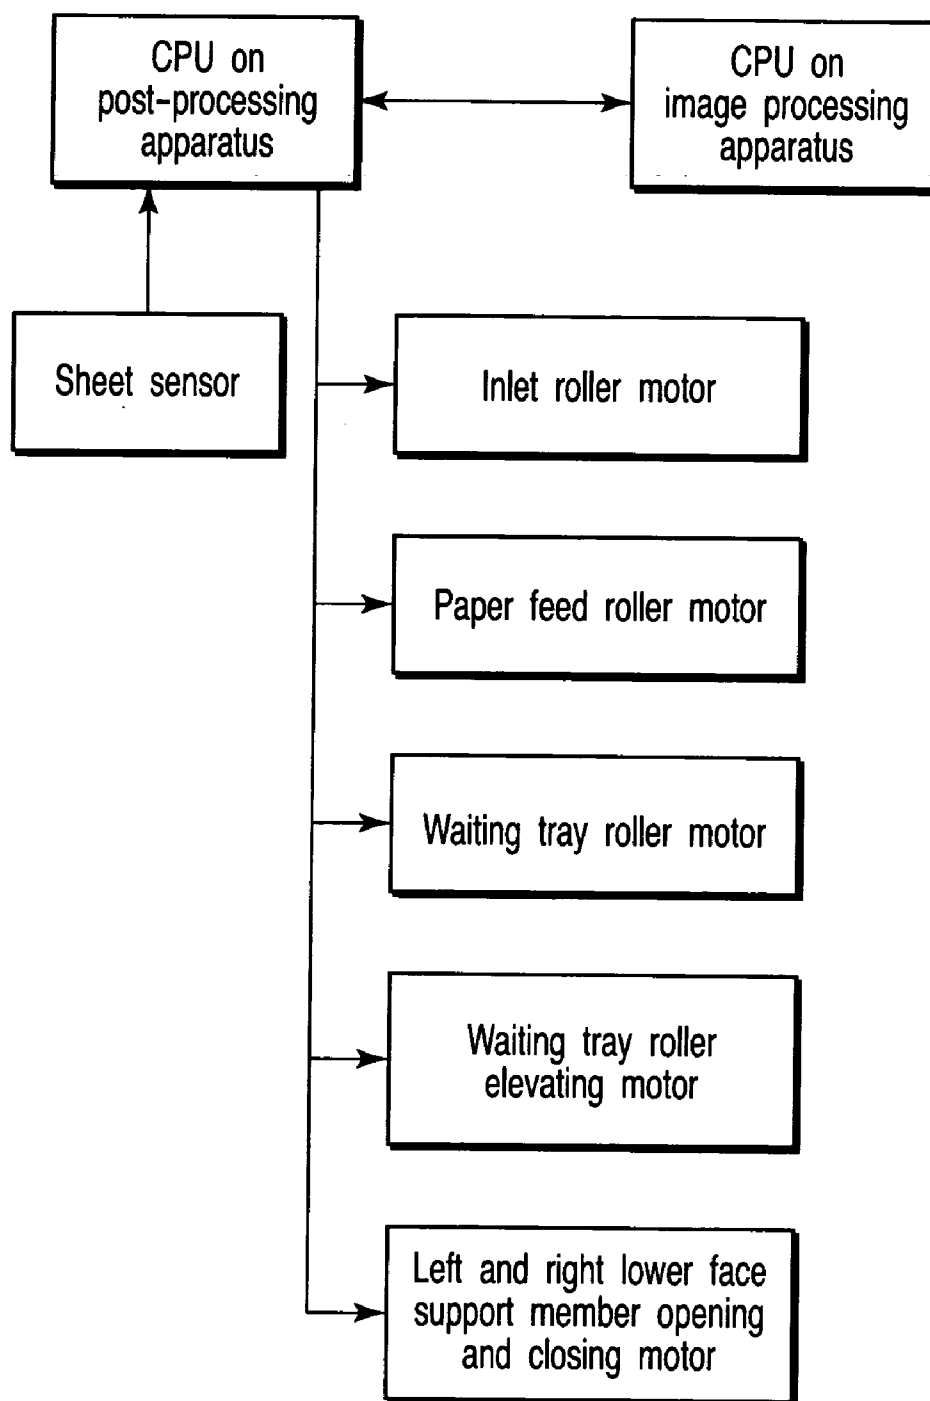 CPU on
post-processing
apparatus
CPU on
image processing
apparatus
Sheet sensor
Inlet roller motor
Paper feed roller motor
Waiting tray roller motor
Waiting tray roller
elevating motor
Left and right lower face
support member opening
and closing motor